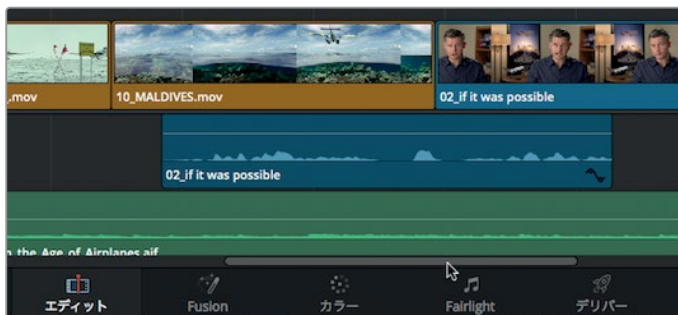 .mov
10_MALDIVES.mov
02_if it was possible
02_if it was possible
the Age of Airplanes.aif
エディット
Fusion
カラー
Fairlight
デリバー